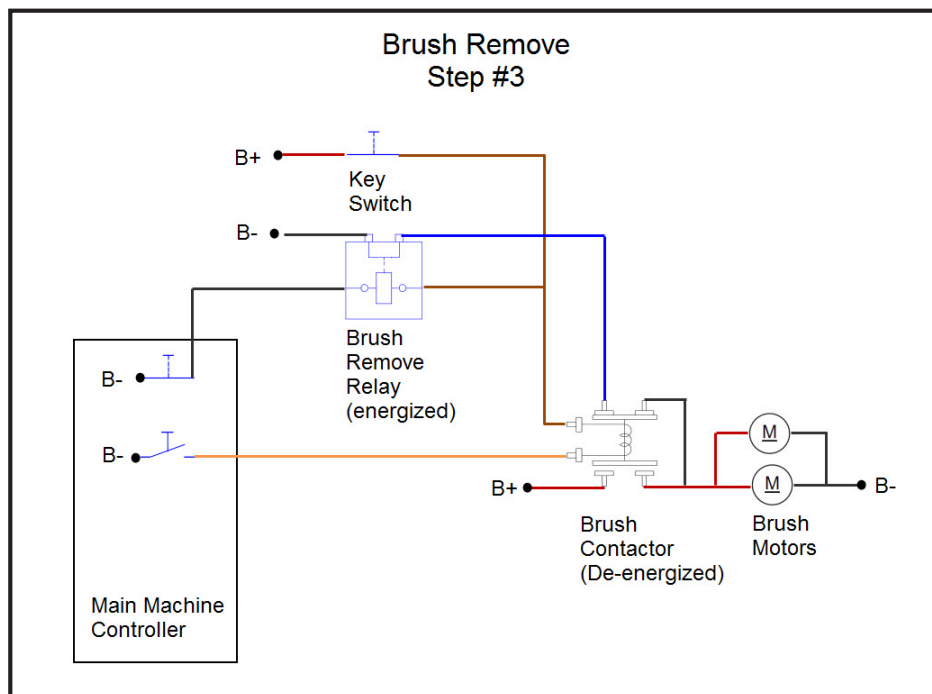 Brush Remove
Step #3
B+
Key
Switch
B-
Brush
Remove
Relay
(energized)
B-
B-
M
M
B+
B-
Brush
Contactor
(De-energized)
Brush
Motors
Main Machine
Controller